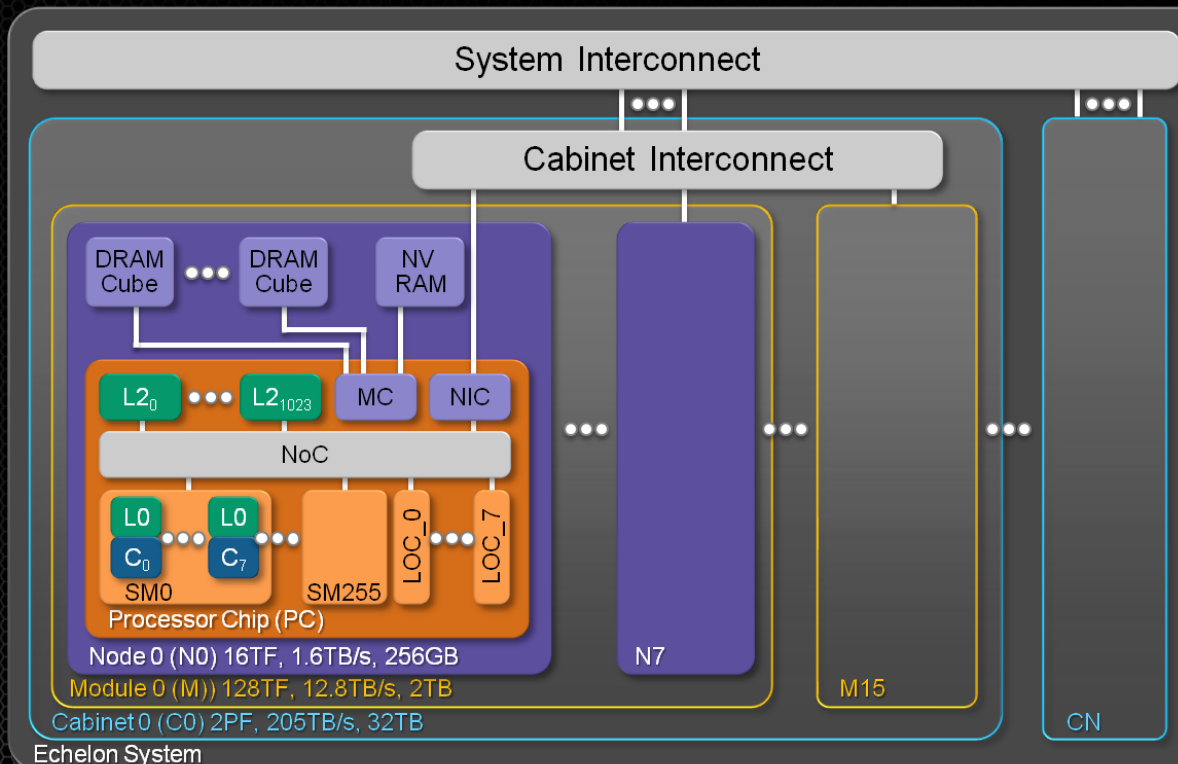 System Interconnect
Cabinet Interconnect
DRAM
Cube
DRAM
Cube
NV
RAM
L2₀
L2₁₀₂₃
MC
NIC
NoC
L0
C₀
L0
C₇
SM0
SM255
LOC_0
LOC_7
Processor Chip (PC)
Node 0 (N0) 16TF, 1.6TB/s, 256GB
N7
Module 0 (M)) 128TF, 12.8TB/s, 2TB
M15
Cabinet 0 (C0) 2PF, 205TB/s, 32TB
CN
Echelon System